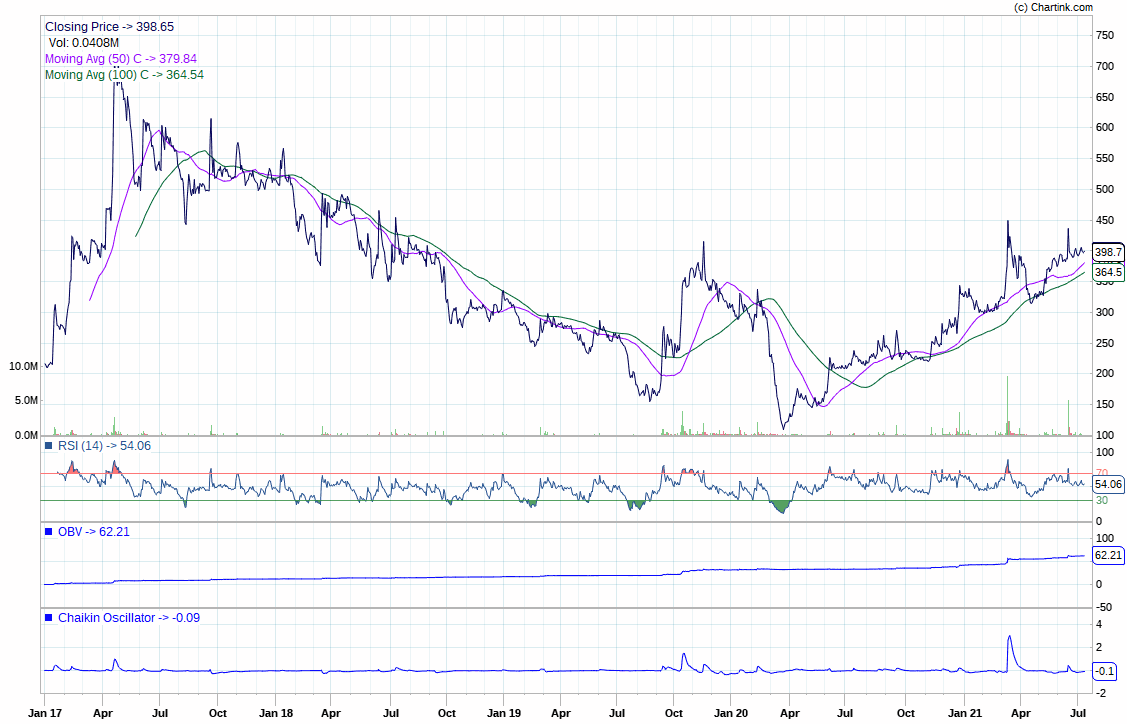 (c) Chartink.com
Closing Price -> 398.65
Vol: 0.0408M
Moving Avg (50) C -> 379.84
Moving Avg (100) C -> 364.54
750
700
650
600
550
500
450
398.7
364.5
350
300
250
200
150
100
10.0M
5.0M
0.0M
RSI (14) -> 54.06
100
70
54.06
30
0
OBV -> 62.21
100
62.21
0
-50
Chaikin Oscillator -> -0.09
4
2
-0.1
-2
Jan 17 Apr Jul Oct Jan 18 Apr Jul Oct Jan 19 Apr Jul Oct Jan 20 Apr Jul Oct Jan 21 Apr Jul